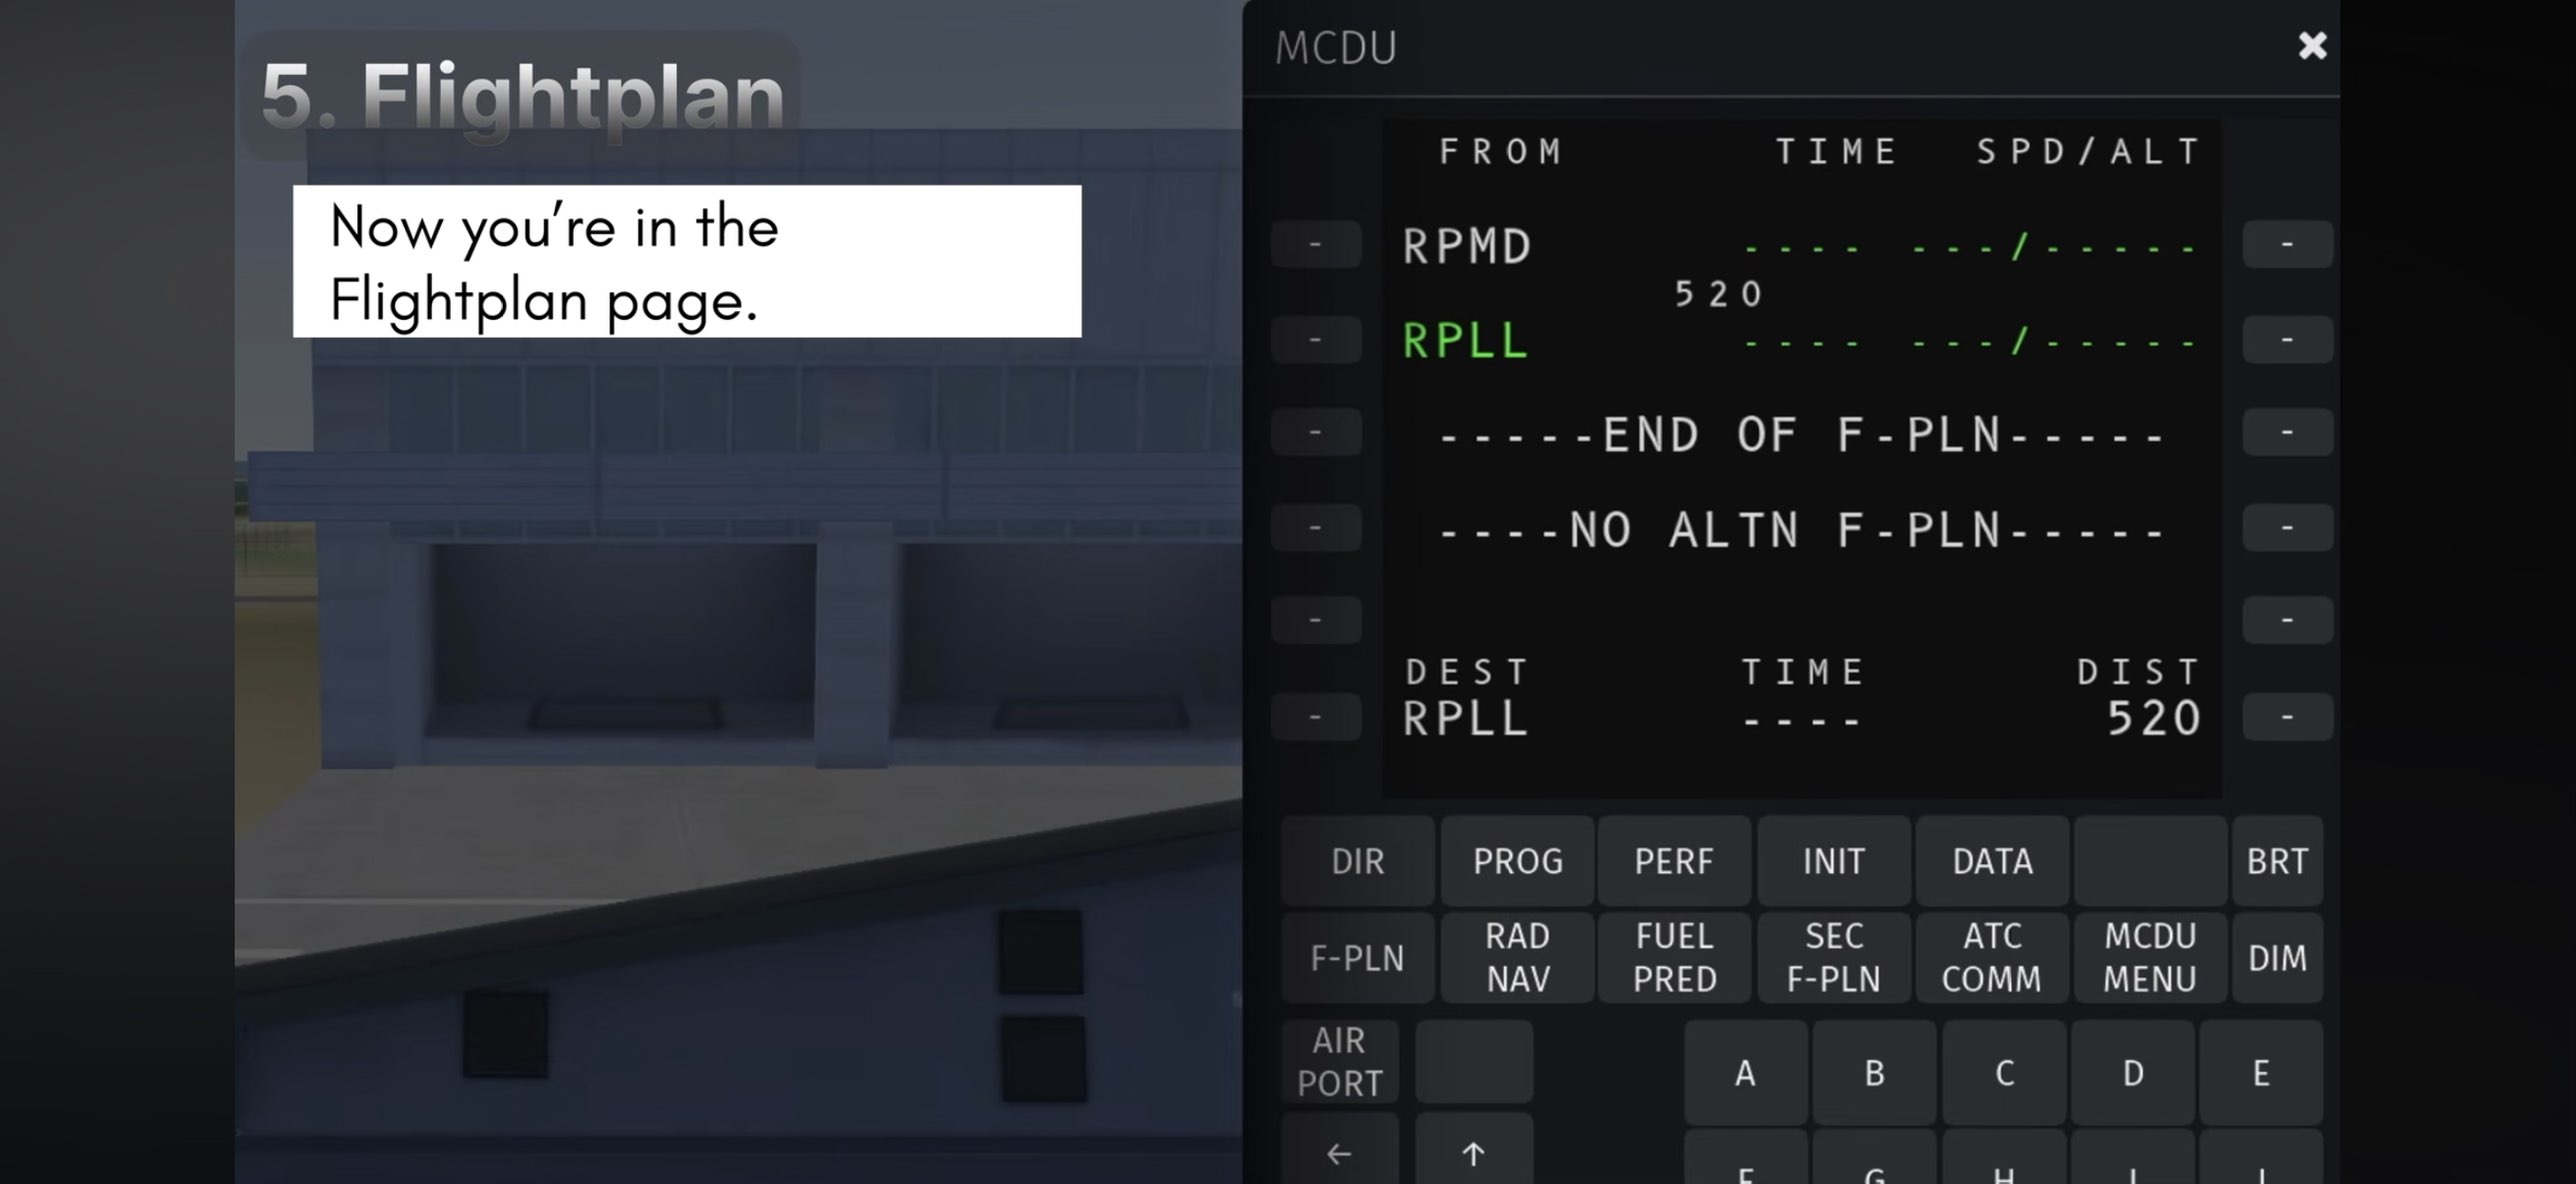 5. Flightplan
Now you're in the
Flightplan page.
MCDU ✖
FROM TIME SPD/ALT
- RPMD ---- ---/----- -
520
- RPLL ---- ---/----- -
- -----END OF F-PLN----- -
- ----NO ALTN F-PLN----- -
- -
DEST TIME DIST
- RPLL ---- 520 -
DIR PROG PERF INIT DATA BRT
F-PLN RAD NAV FUEL PRED SEC F-PLN ATC COMM MCDU MENU DIM
AIR PORT A B C D E
← ↑